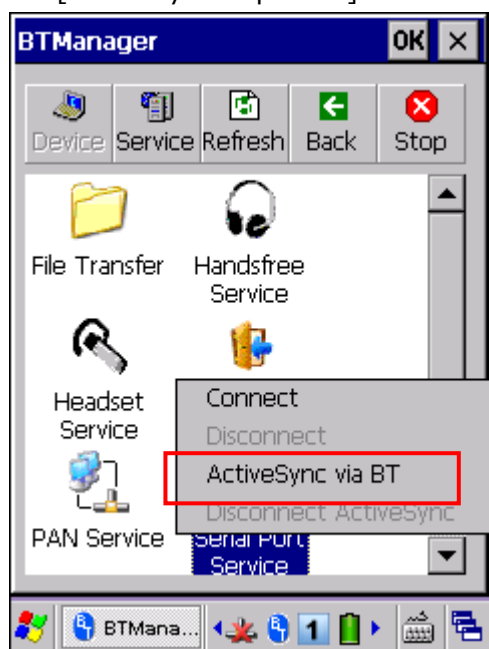 BTManager OK ×
Device Service Refresh Back Stop
File Transfer Handsfree
Service
Headset
Service
PAN Service Serial Port
Service
Connect
Disconnect
ActiveSync via BT
Disconnect ActiveSync
BTMana... 1